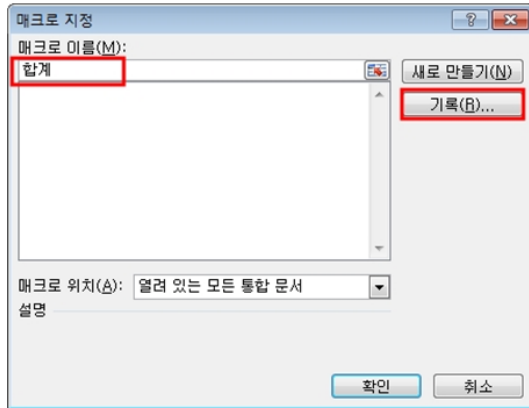 매크로 지정
매크로 이름(M):
합계
새로 만들기(N)
기록(R)...
매크로 위치(A): 열려 있는 모든 통합 문서
설명
확인 취소